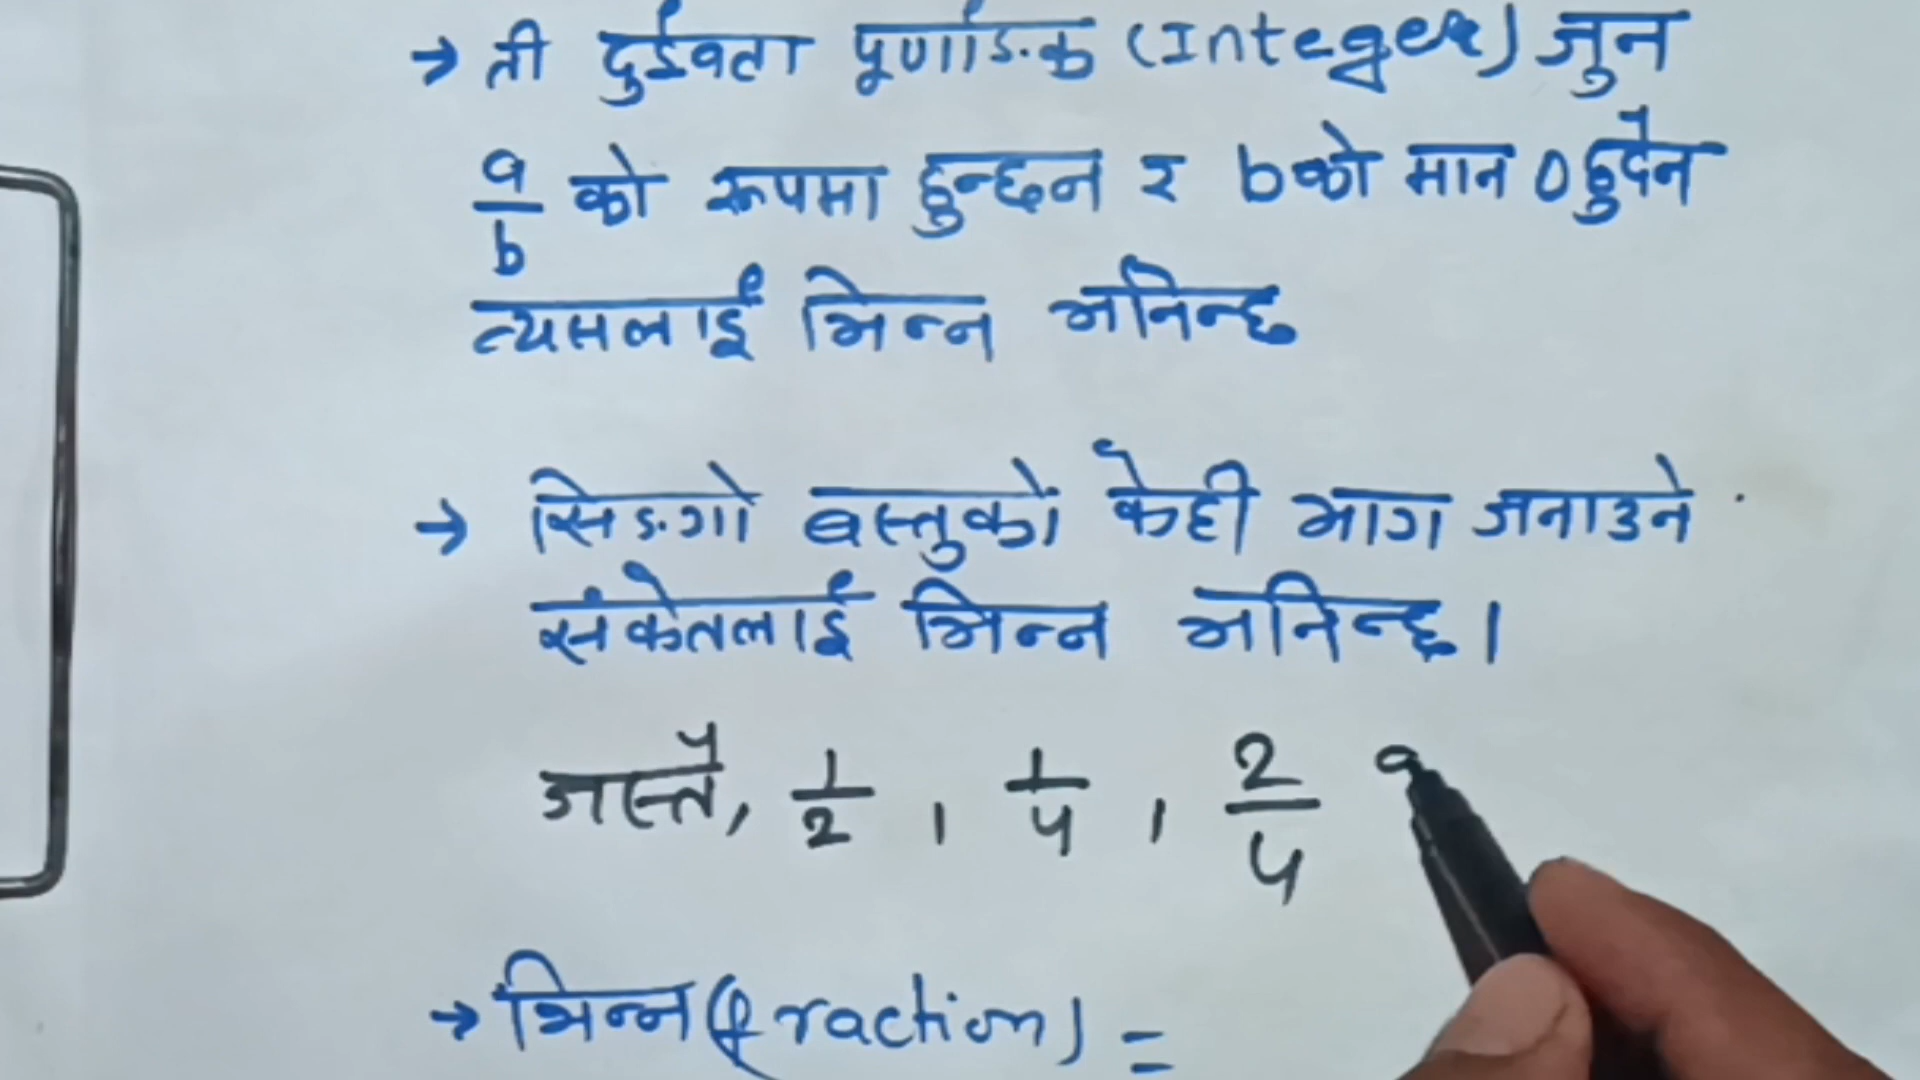 → ती दुईवटा पूर्णाङ्क (Integer) जुन
a/b को रूपमा हुन्छन र bको मान 0 हुदैन
त्यसलाई भिन्न भनिन्छ
→ सिङ्गो वस्तुको केही भाग जनाउने
संकेतलाई भिन्न भनिन्छ।
जस्तै, 1/2 , 1/4 , 2/4 a
→ भिन्न (fraction) =